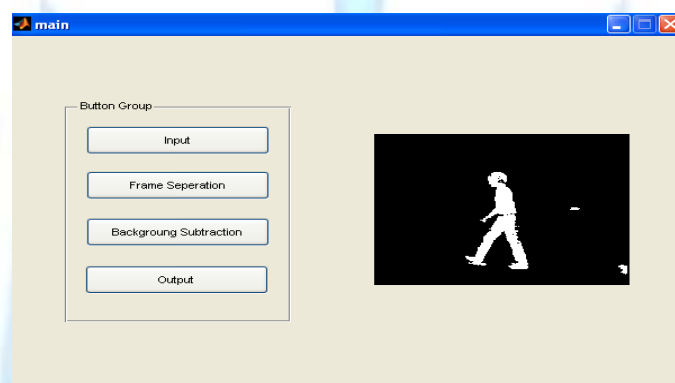 main
Button Group
Input
Frame Seperation
Backgroung Subtraction
Output